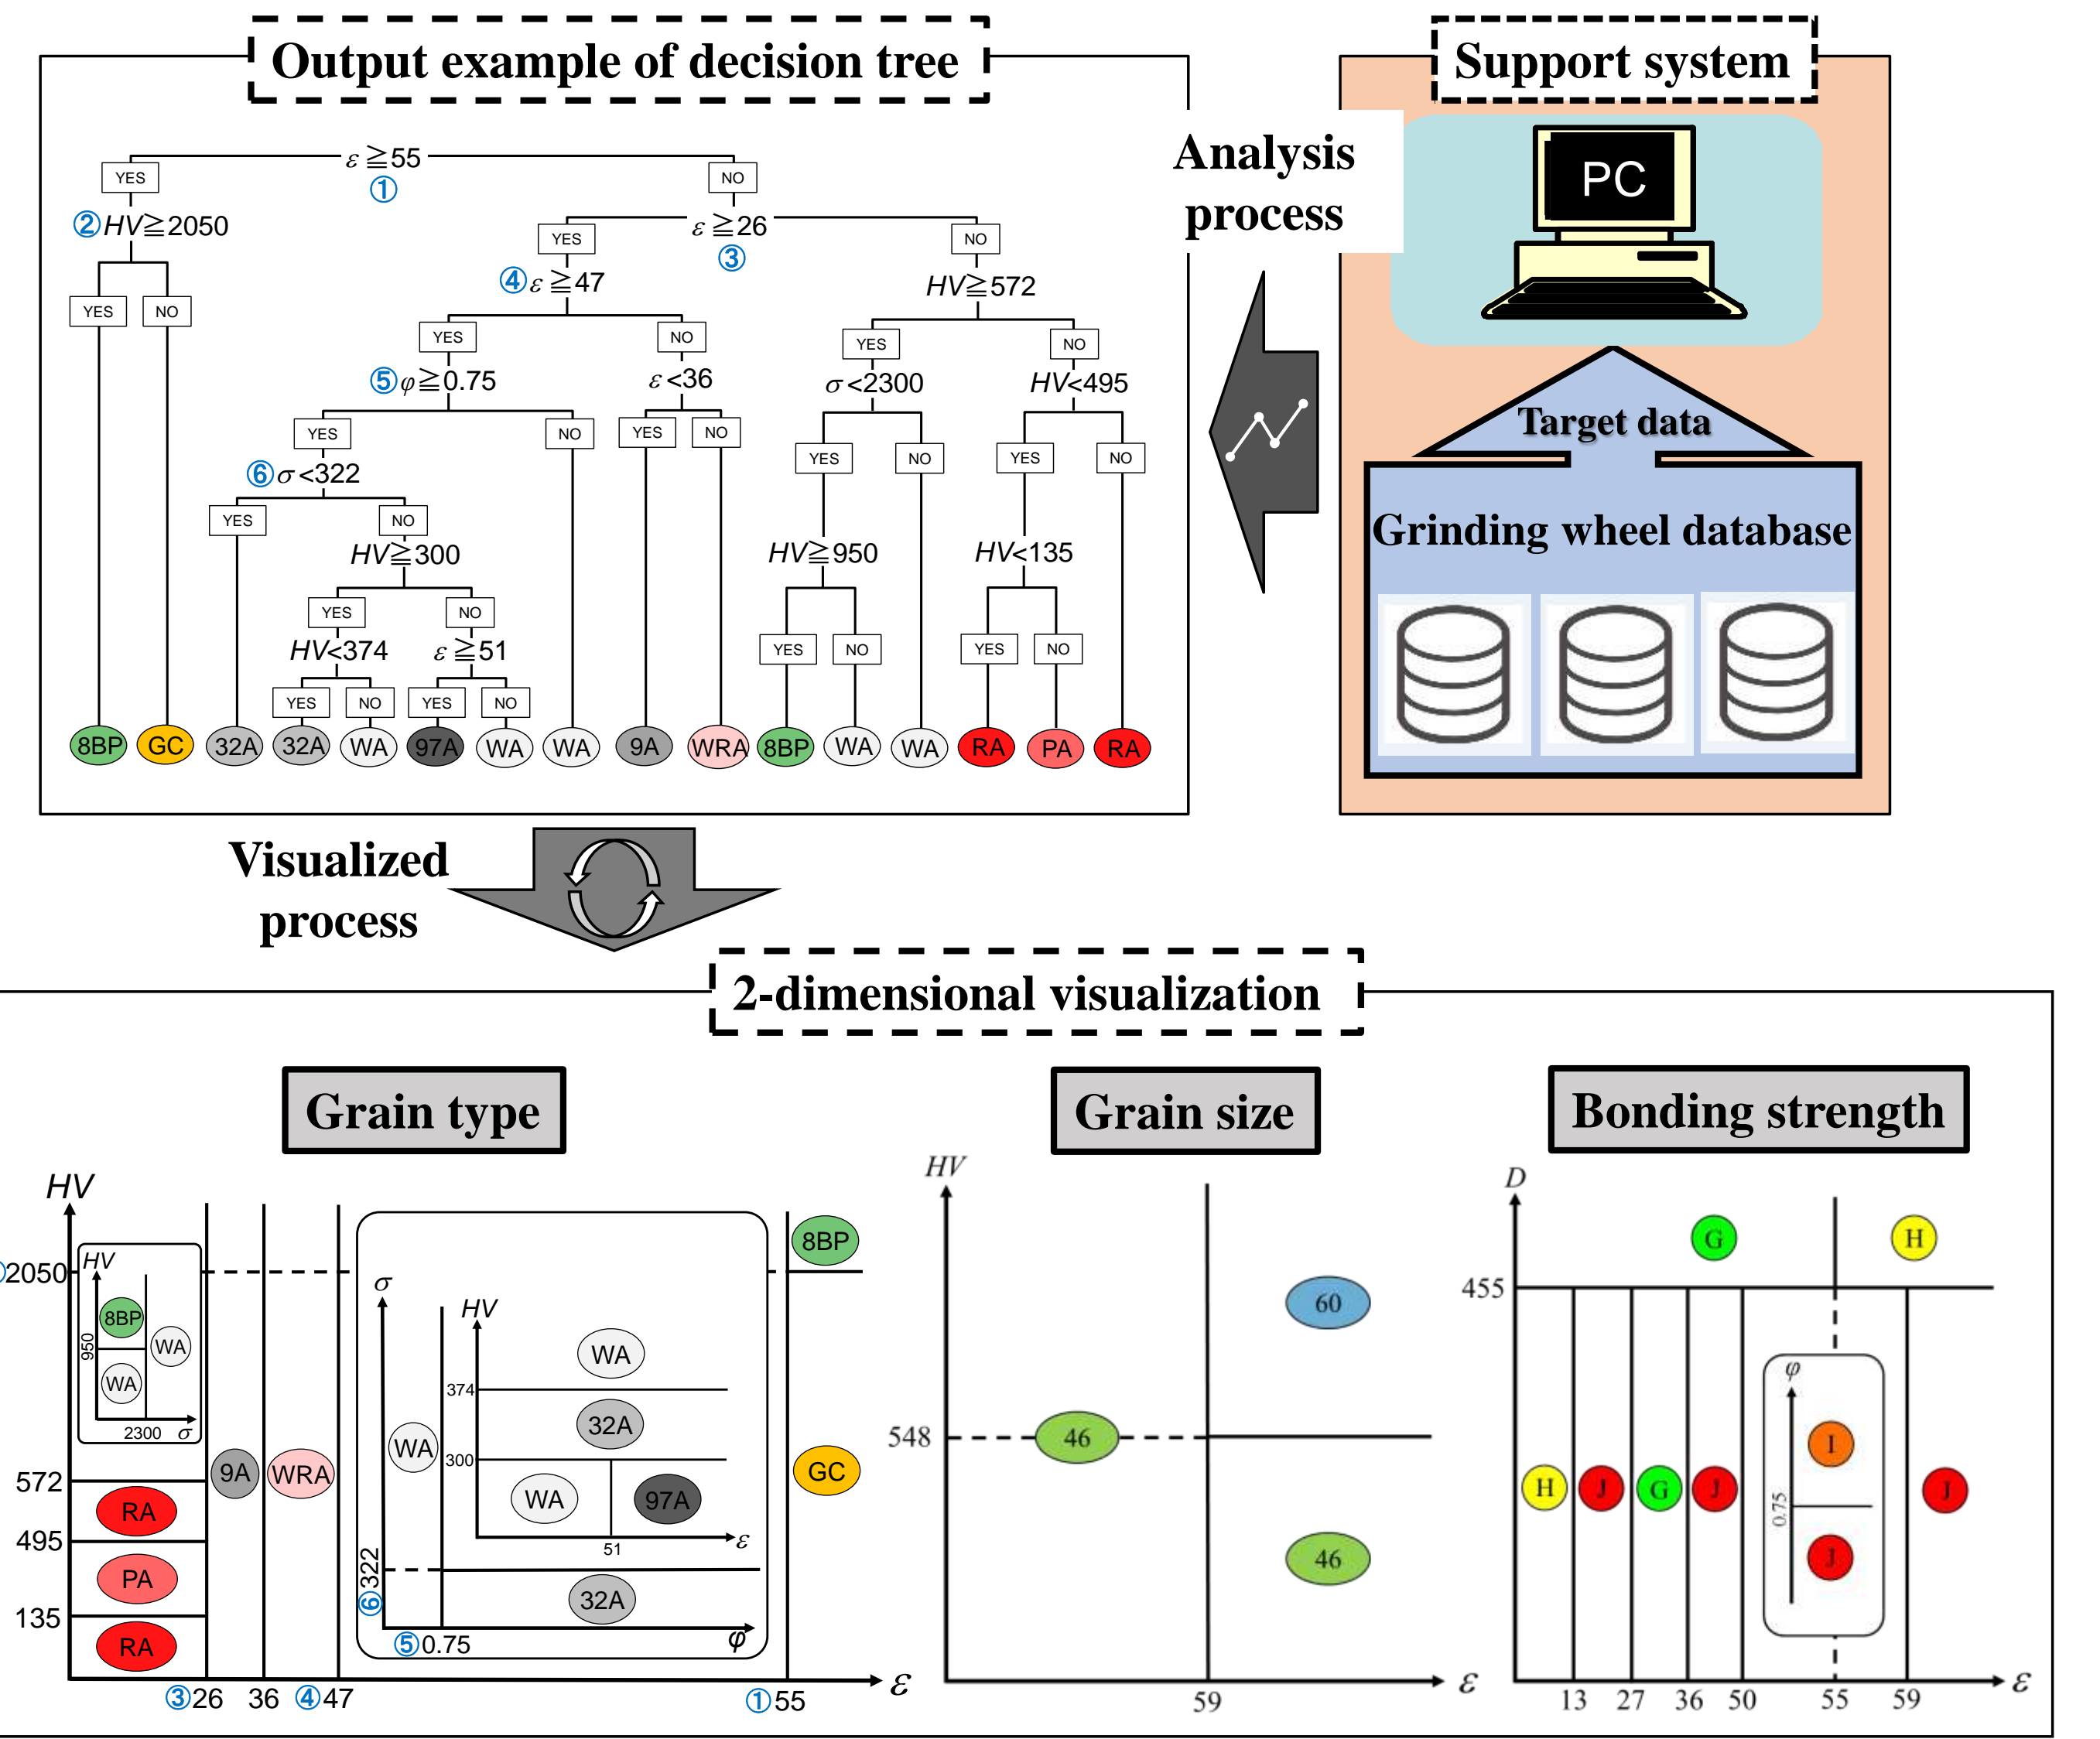 Output example of decision tree
Support system
ε ≧55
①
YES
NO
②HV≧2050
ε ≧26
③
YES
NO
YES
NO
④ε ≧47
HV≧572
YES
NO
YES
NO
⑤φ≧0.75
ε <36
σ <2300
HV<495
YES
NO
YES
NO
YES
NO
YES
NO
⑥σ <322
YES
NO
HV≧300
HV≧950
HV<135
YES
NO
YES
NO
YES
NO
HV<374
ε ≧51
YES
NO
YES
NO
8BP
GC
32A
32A
WA
97A
WA
WA
9A
WRA
8BP
WA
WA
RA
PA
RA
Analysis
process
PC
Target data
Grinding wheel database
Visualized
process
2-dimensional visualization
Grain type
HV
2050
572
495
135
HV
8BP
WA
WA
950
2300 σ
RA
PA
RA
9A
WRA
σ
WA
HV
374
300
WA
32A
WA
97A
51
ε
⑥322
32A
⑤0.75
φ
8BP
GC
③26
36
④47
①55
ε
Grain size
HV
548
46
60
46
59
ε
Bonding strength
D
455
G
H
H
J
G
J
φ
0.75
I
J
J
13
27
36
50
55
59
ε